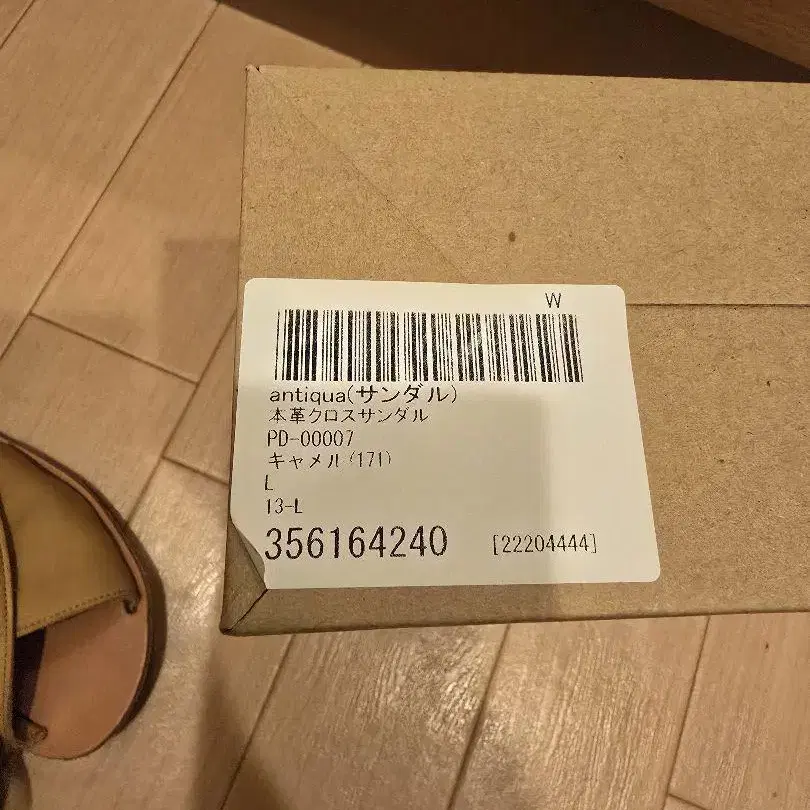 W
antiqua(サンダル)
本革クロスサンダル
PD-00007
キャメル(171)
L
13-L
356164240 [22204444]